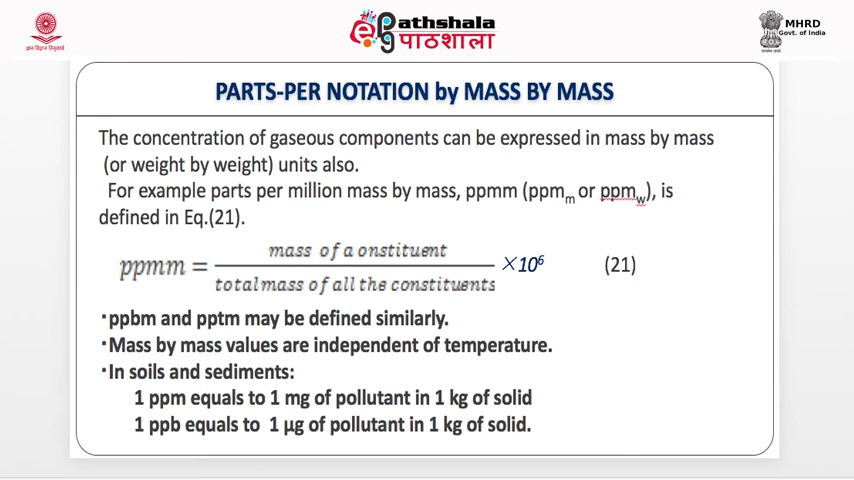 Pathshala
पाठशाला
MHRD
Govt. of India
PARTS-PER NOTATION by MASS BY MASS
The concentration of gaseous components can be expressed in mass by mass
(or weight by weight) units also.
For example parts per million mass by mass, ppmm (ppmm or ppmw), is
defined in Eq.(21).
ppmm = mass of a onstituent / total mass of all the constituents ×10⁶ (21)
·ppbm and pptm may be defined similarly.
·Mass by mass values are independent of temperature.
·In soils and sediments:
1 ppm equals to 1 mg of pollutant in 1 kg of solid
1 ppb equals to 1 µg of pollutant in 1 kg of solid.